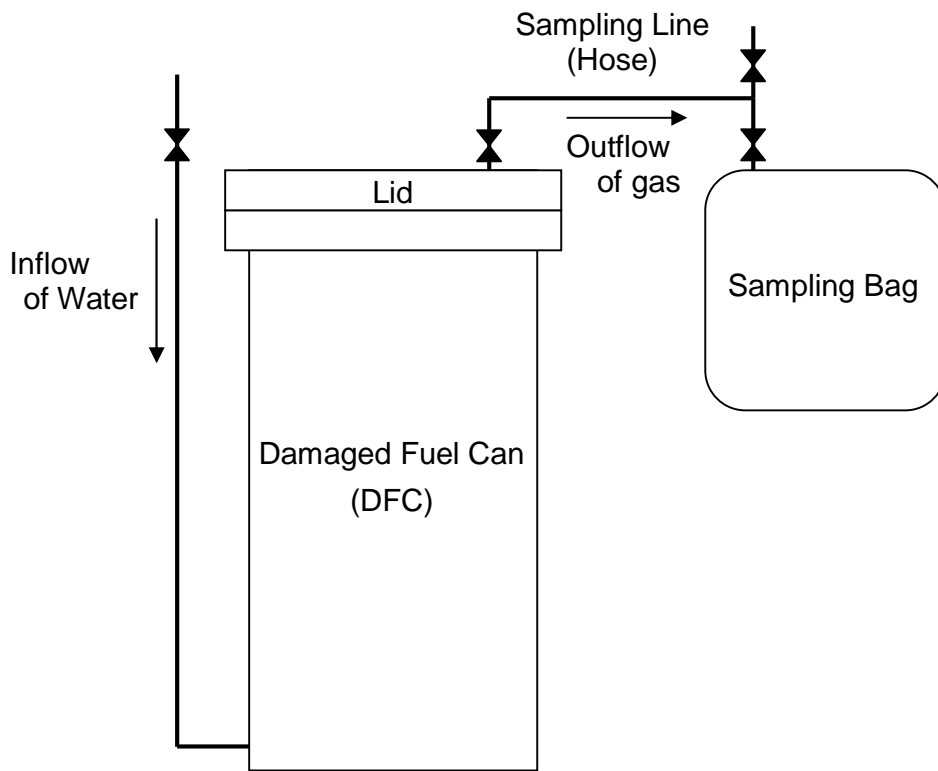 Sampling Line
(Hose)
Outflow
of gas
Lid
Inflow
of Water
Sampling Bag
Damaged Fuel Can
(DFC)